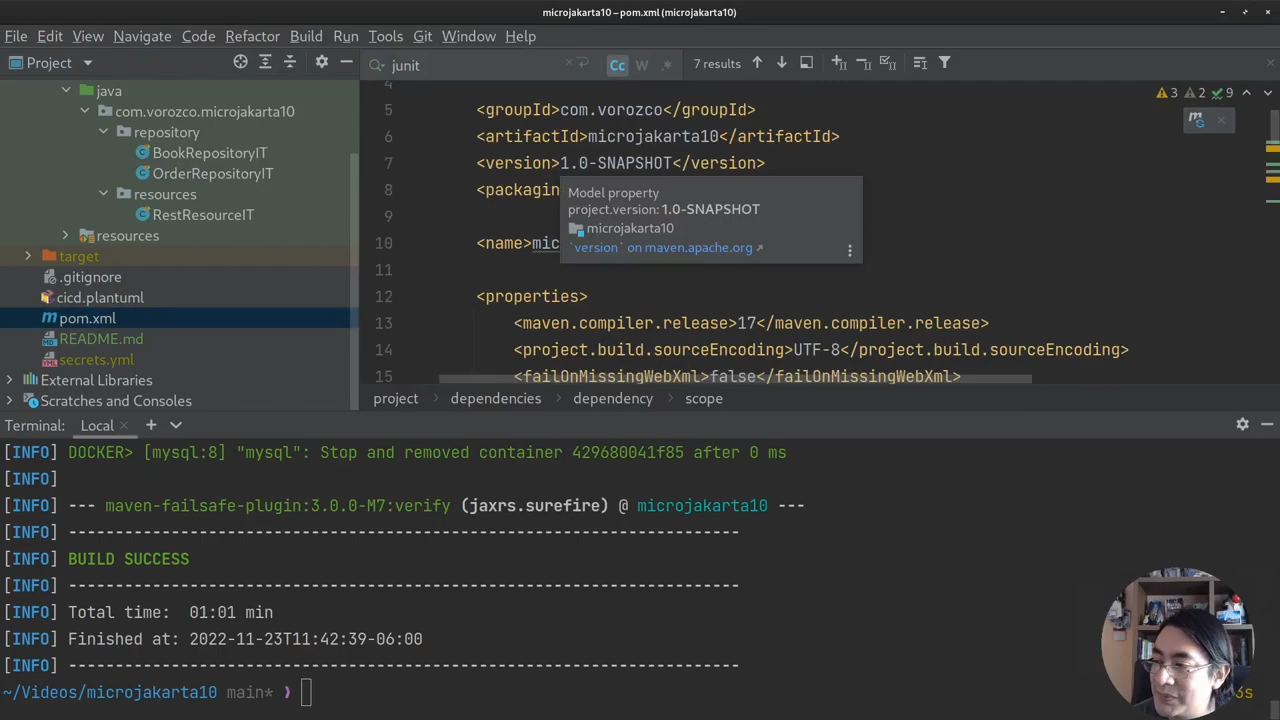 microjakarta10 – pom.xml (microjakarta10)
File Edit View Navigate Code Refactor Build Run Tools Git Window Help
Project
junit
Cc W .* 7 results
java
com.vorozco.microjakarta10
repository
BookRepositoryIT
OrderRepositoryIT
resources
RestResourceIT
resources
target
.gitignore
cicd.plantuml
pom.xml
README.md
secrets.yml
External Libraries
Scratches and Consoles
3 2 9
4
5 <groupId>com.vorozco</groupId>
6 <artifactId>microjakarta10</artifactId>
7 <version>1.0-SNAPSHOT</version>
8 <packagin
9
10 <name>mic
11
12 <properties>
13 <maven.compiler.release>17</maven.compiler.release>
14 <project.build.sourceEncoding>UTF-8</project.build.sourceEncoding>
15 <failOnMissingWebXml>false</failOnMissingWebXml>
Model property
project.version: 1.0-SNAPSHOT
microjakarta10
`version` on maven.apache.org
project dependencies dependency scope
Terminal: Local
[INFO] DOCKER> [mysql:8] "mysql": Stop and removed container 429680041f85 after 0 ms
[INFO]
[INFO] --- maven-failsafe-plugin:3.0.0-M7:verify (jaxrs.surefire) @ microjakarta10 ---
[INFO] ------------------------------------------------------------------------
[INFO] BUILD SUCCESS
[INFO] ------------------------------------------------------------------------
[INFO] Total time:  01:01 min
[INFO] Finished at: 2022-11-23T11:42:39-06:00
[INFO] ------------------------------------------------------------------------
~/Videos/microjakarta10 main* ❯